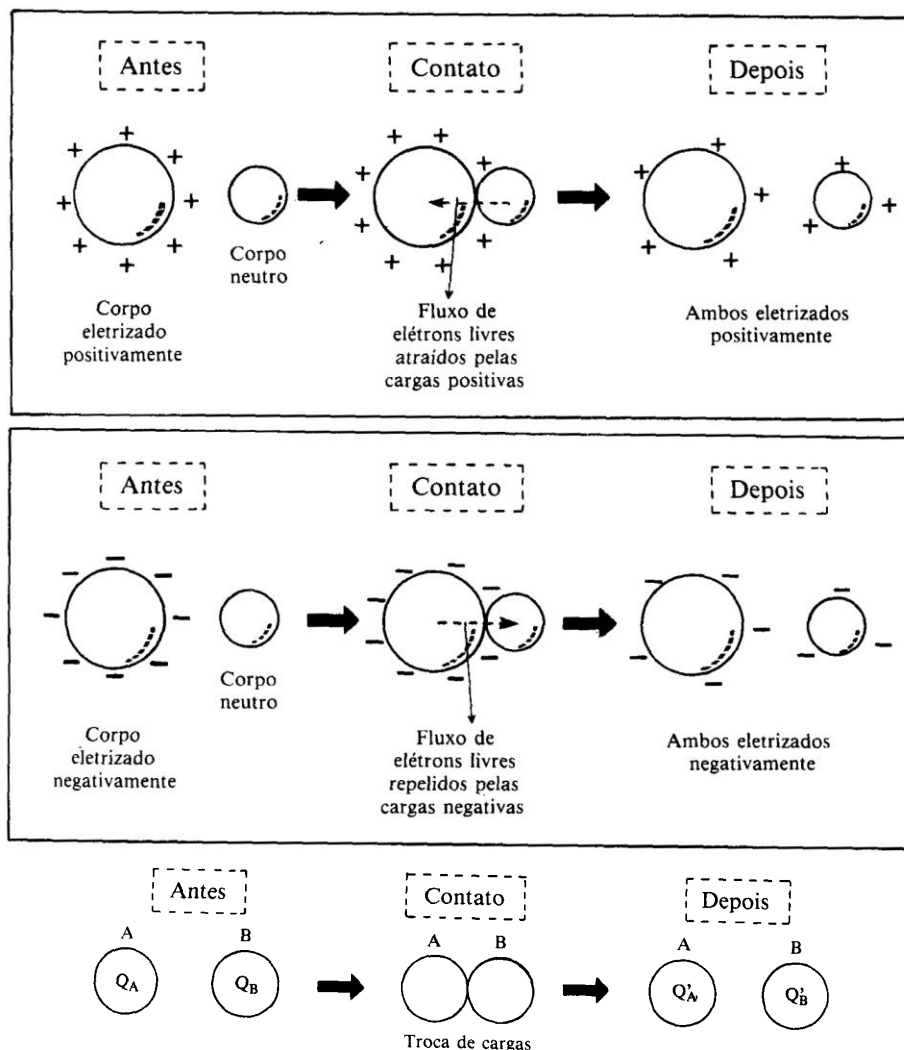 Antes
Contato
Depois
Corpo
neutro
Corpo
eletrizado
positivamente
Fluxo de
elétrons livres
atraídos pelas
cargas positivas
Ambos eletrizados
positivamente
Antes
Contato
Depois
Corpo
neutro
Corpo
eletrizado
negativamente
Fluxo de
elétrons livres
repelidos pelas
cargas negativas
Ambos eletrizados
negativamente
Antes
Contato
Depois
A
B
A
B
A
B
Q_A
Q_B
Q'_A
Q'_B
Troca de cargas